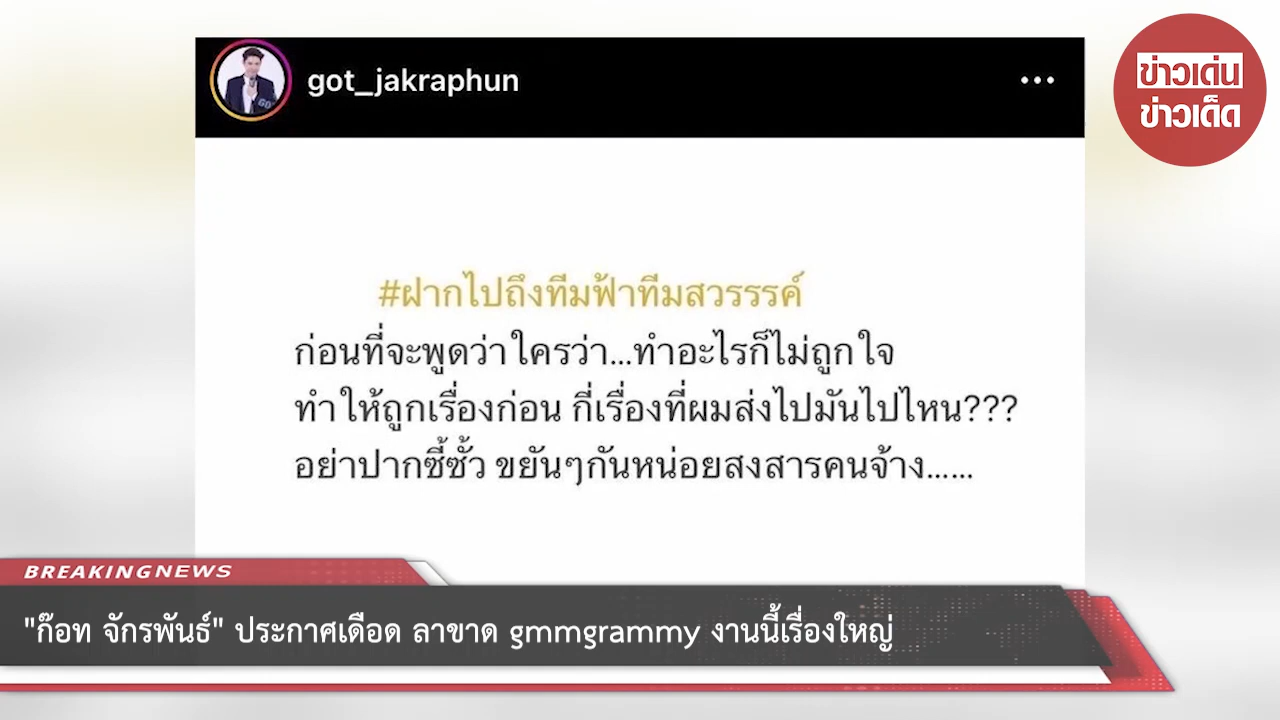 got_jakraphun
ข่าวเด่น
ข่าวเด็ด
#ฝากไปถึงทีมฟ้าทีมสวรรรค์
ก่อนที่จะพูดว่าใครว่า...ทำอะไรก็ไม่ถูกใจ
ทำให้ถูกเรื่องก่อน กี่เรื่องที่ผมส่งไปมันไปไหน???
อย่าปากซี้ซั้ว ขยันๆกันหน่อยสงสารคนจ้าง......
BREAKINGNEWS
"ก๊อท จักรพันธ์" ประกาศเดือด ลาขาด gmmgrammy งานนี้เรื่องใหญ่